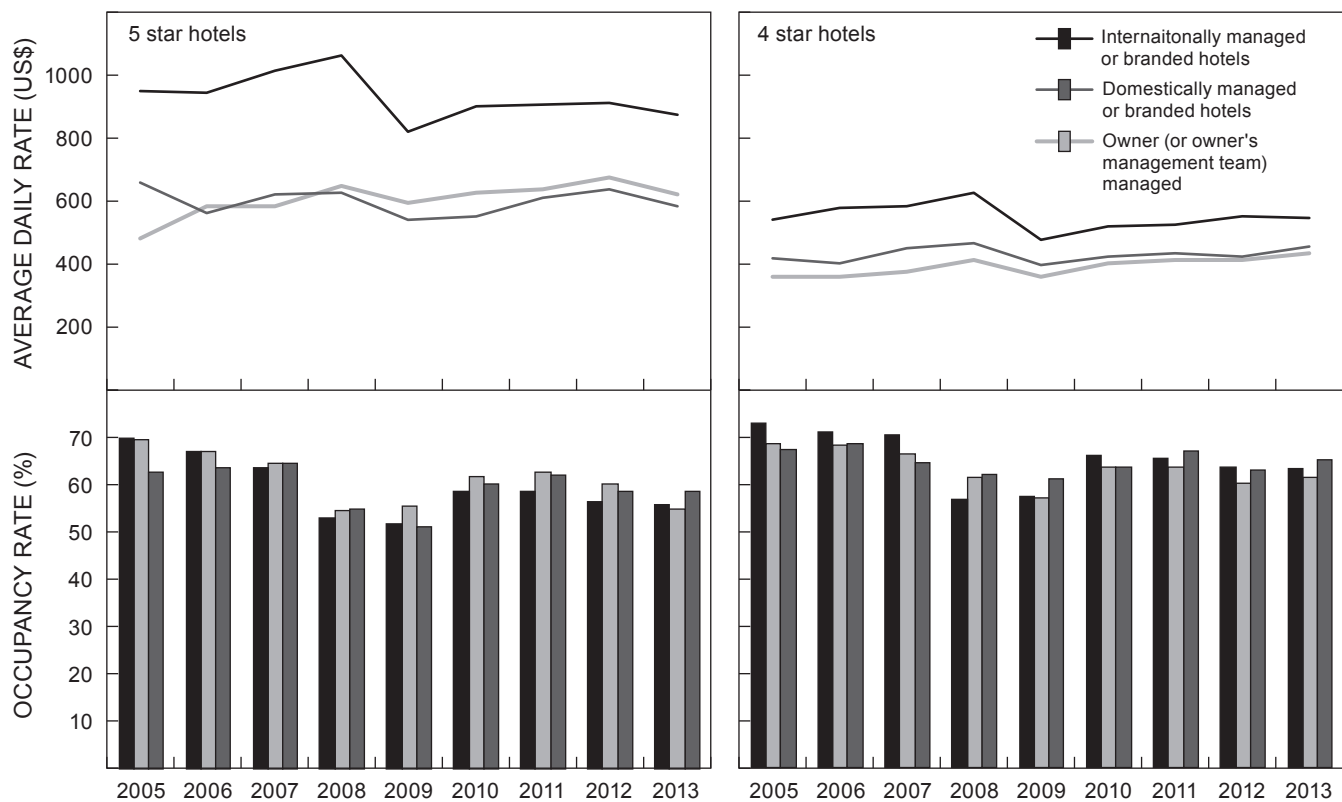 5 star hotels
4 star hotels
Internaitonally managed
or branded hotels
Domestically managed
or branded hotels
Owner (or owner's
management team)
managed
AVERAGE DAILY RATE (US$)
1000
800
600
400
200
OCCUPANCY RATE (%)
70
60
50
40
30
20
10
2005 2006 2007 2008 2009 2010 2011 2012 2013
2005 2006 2007 2008 2009 2010 2011 2012 2013